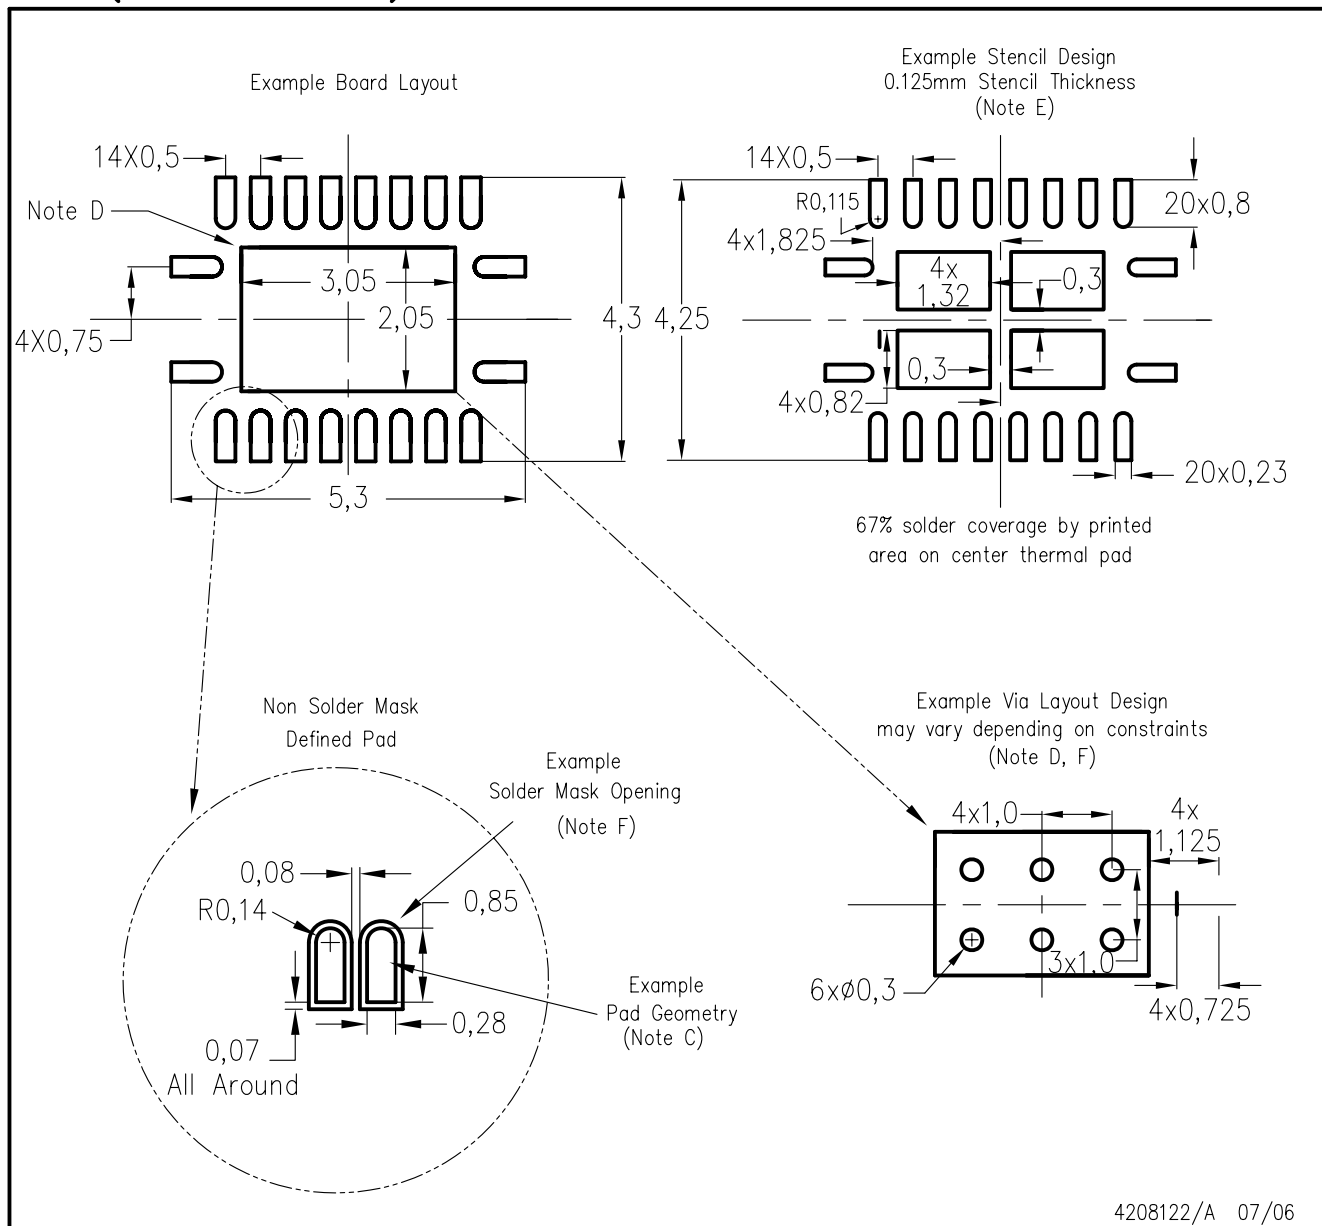 Example Board Layout
14X0,5
Note D
3,05
2,05
4X0,75
4,3
5,3
Example Stencil Design
0.125mm Stencil Thickness
(Note E)
14X0,5
R0,115
20x0,8
4x1,825
4x
1,32
0,3
4,25
0,3
4x0,82
20x0,23
67% solder coverage by printed
area on center thermal pad
Non Solder Mask
Defined Pad
Example
Solder Mask Opening
(Note F)
0,08
R0,14
0,85
Example
Pad Geometry
(Note C)
0,28
0,07
All Around
Example Via Layout Design
may vary depending on constraints
(Note D, F)
4x1,0
4x
1,125
3x1,0
6xø0,3
4x0,725
4208122/A 07/06